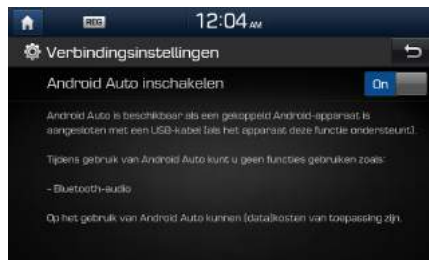 REG 12:04 AM
Verbindingsinstellingen
Android Auto inschakelen On
Android Auto is beschikbaar als een gekoppeld Android-apparaat is
aangesloten met een USB-kabel (als het apparaat deze functie ondersteunt).
Tijdens gebruik van Android Auto kunt u geen functies gebruiken zoals:
- Bluetooth-audio
Op het gebruik van Android Auto kunnen (data)kosten van toepassing zijn.